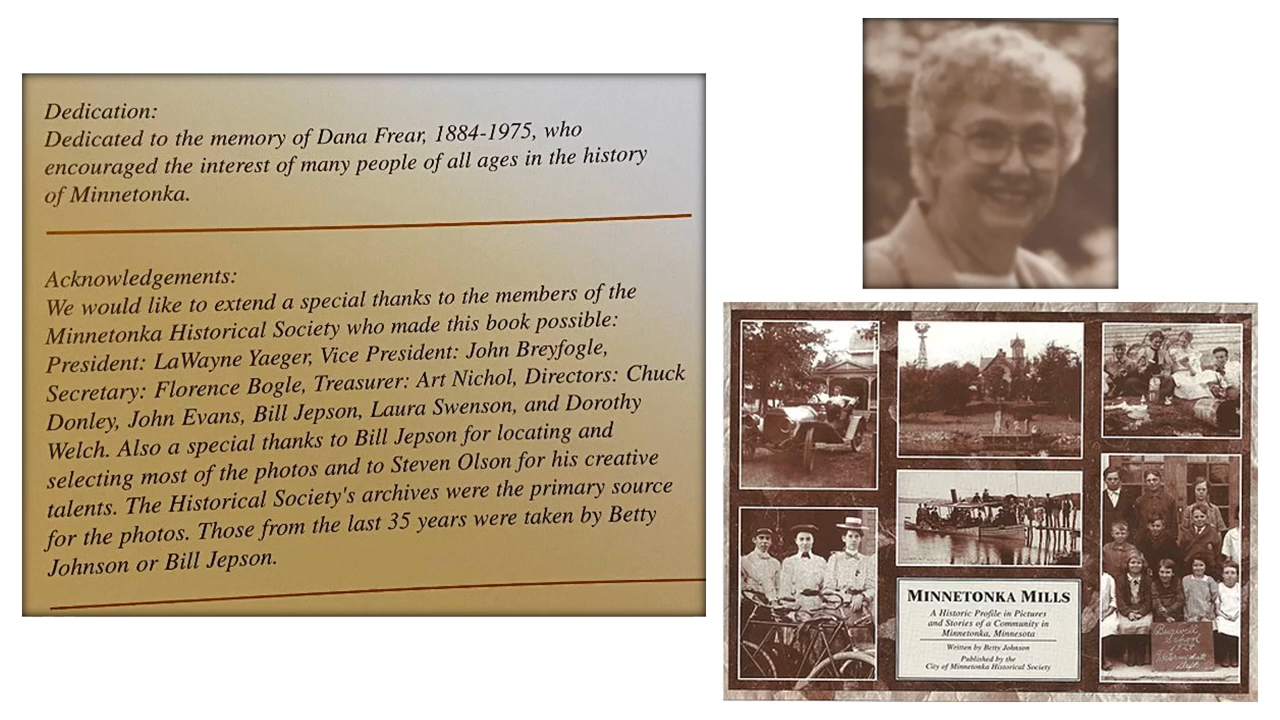 Dedication:
Dedicated to the memory of Dana Frear, 1884-1975, who
encouraged the interest of many people of all ages in the history
of Minnetonka.
Acknowledgements:
We would like to extend a special thanks to the members of the
Minnetonka Historical Society who made this book possible:
President: LaWayne Yaeger, Vice President: John Breyfogle,
Secretary: Florence Bogle, Treasurer: Art Nichol, Directors: Chuck
Donley, John Evans, Bill Jepson, Laura Swenson, and Dorothy
Welch. Also a special thanks to Bill Jepson for locating and
selecting most of the photos and to Steven Olson for his creative
talents. The Historical Society's archives were the primary source
for the photos. Those from the last 35 years were taken by Betty
Johnson or Bill Jepson.
MINNETONKA MILLS
A Historic Profile in Pictures
and Stories of a Community in
Minnetonka, Minnesota
Written by Betty Johnson
Published by the
City of Minnetonka Historical Society
School